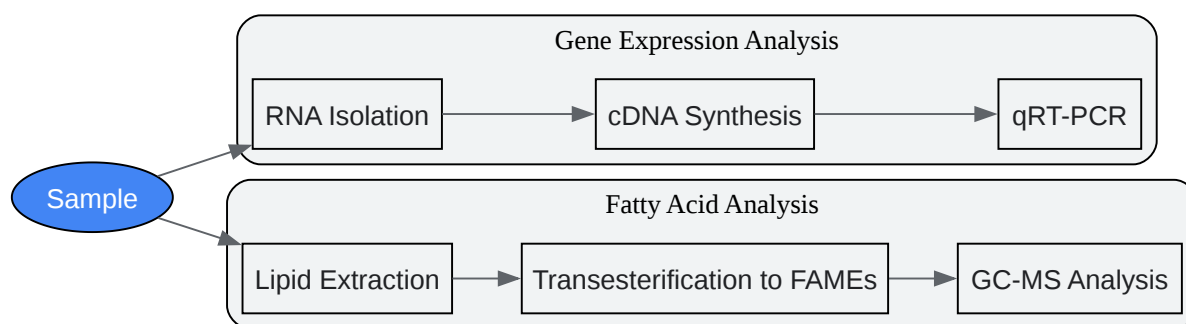 Gene Expression Analysis
RNA Isolation
cDNA Synthesis
qRT-PCR
Sample
Fatty Acid Analysis
Lipid Extraction
Transesterification to FAMEs
GC-MS Analysis